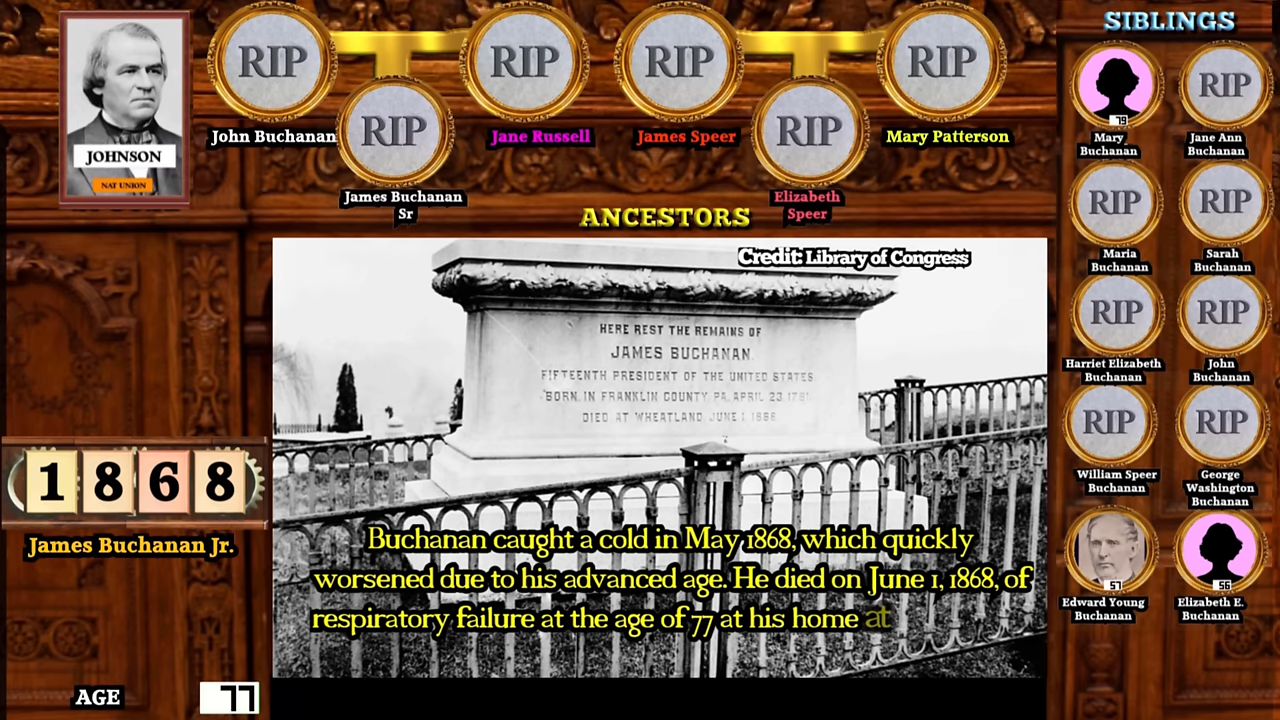 SIBLINGS
RIP
RIP
RIP
RIP
RIP
RIP
JOHNSON
NAT UNION
John Buchanan
Jane Russell
James Speer
Mary Patterson
James Buchanan
Sr
Elizabeth
Speer
ANCESTORS
79
Mary
Buchanan
RIP
Jane Ann
Buchanan
RIP
Maria
Buchanan
RIP
Sarah
Buchanan
RIP
Harriet Elizabeth
Buchanan
RIP
John
Buchanan
RIP
William Speer
Buchanan
RIP
George
Washington
Buchanan
57
Edward Young
Buchanan
56
Elizabeth E.
Buchanan
Credit: Library of Congress
HERE REST THE REMAINS OF
JAMES BUCHANAN.
FIFTEENTH PRESIDENT OF THE UNITED STATES
BORN IN FRANKLIN COUNTY PA. APRIL 23, 1791
DIED AT WHEATLAND JUNE 1, 1868
1868
James Buchanan Jr.
Buchanan caught a cold in May 1868, which quickly
worsened due to his advanced age. He died on June 1, 1868, of
respiratory failure at the age of 77 at his home at
AGE 77